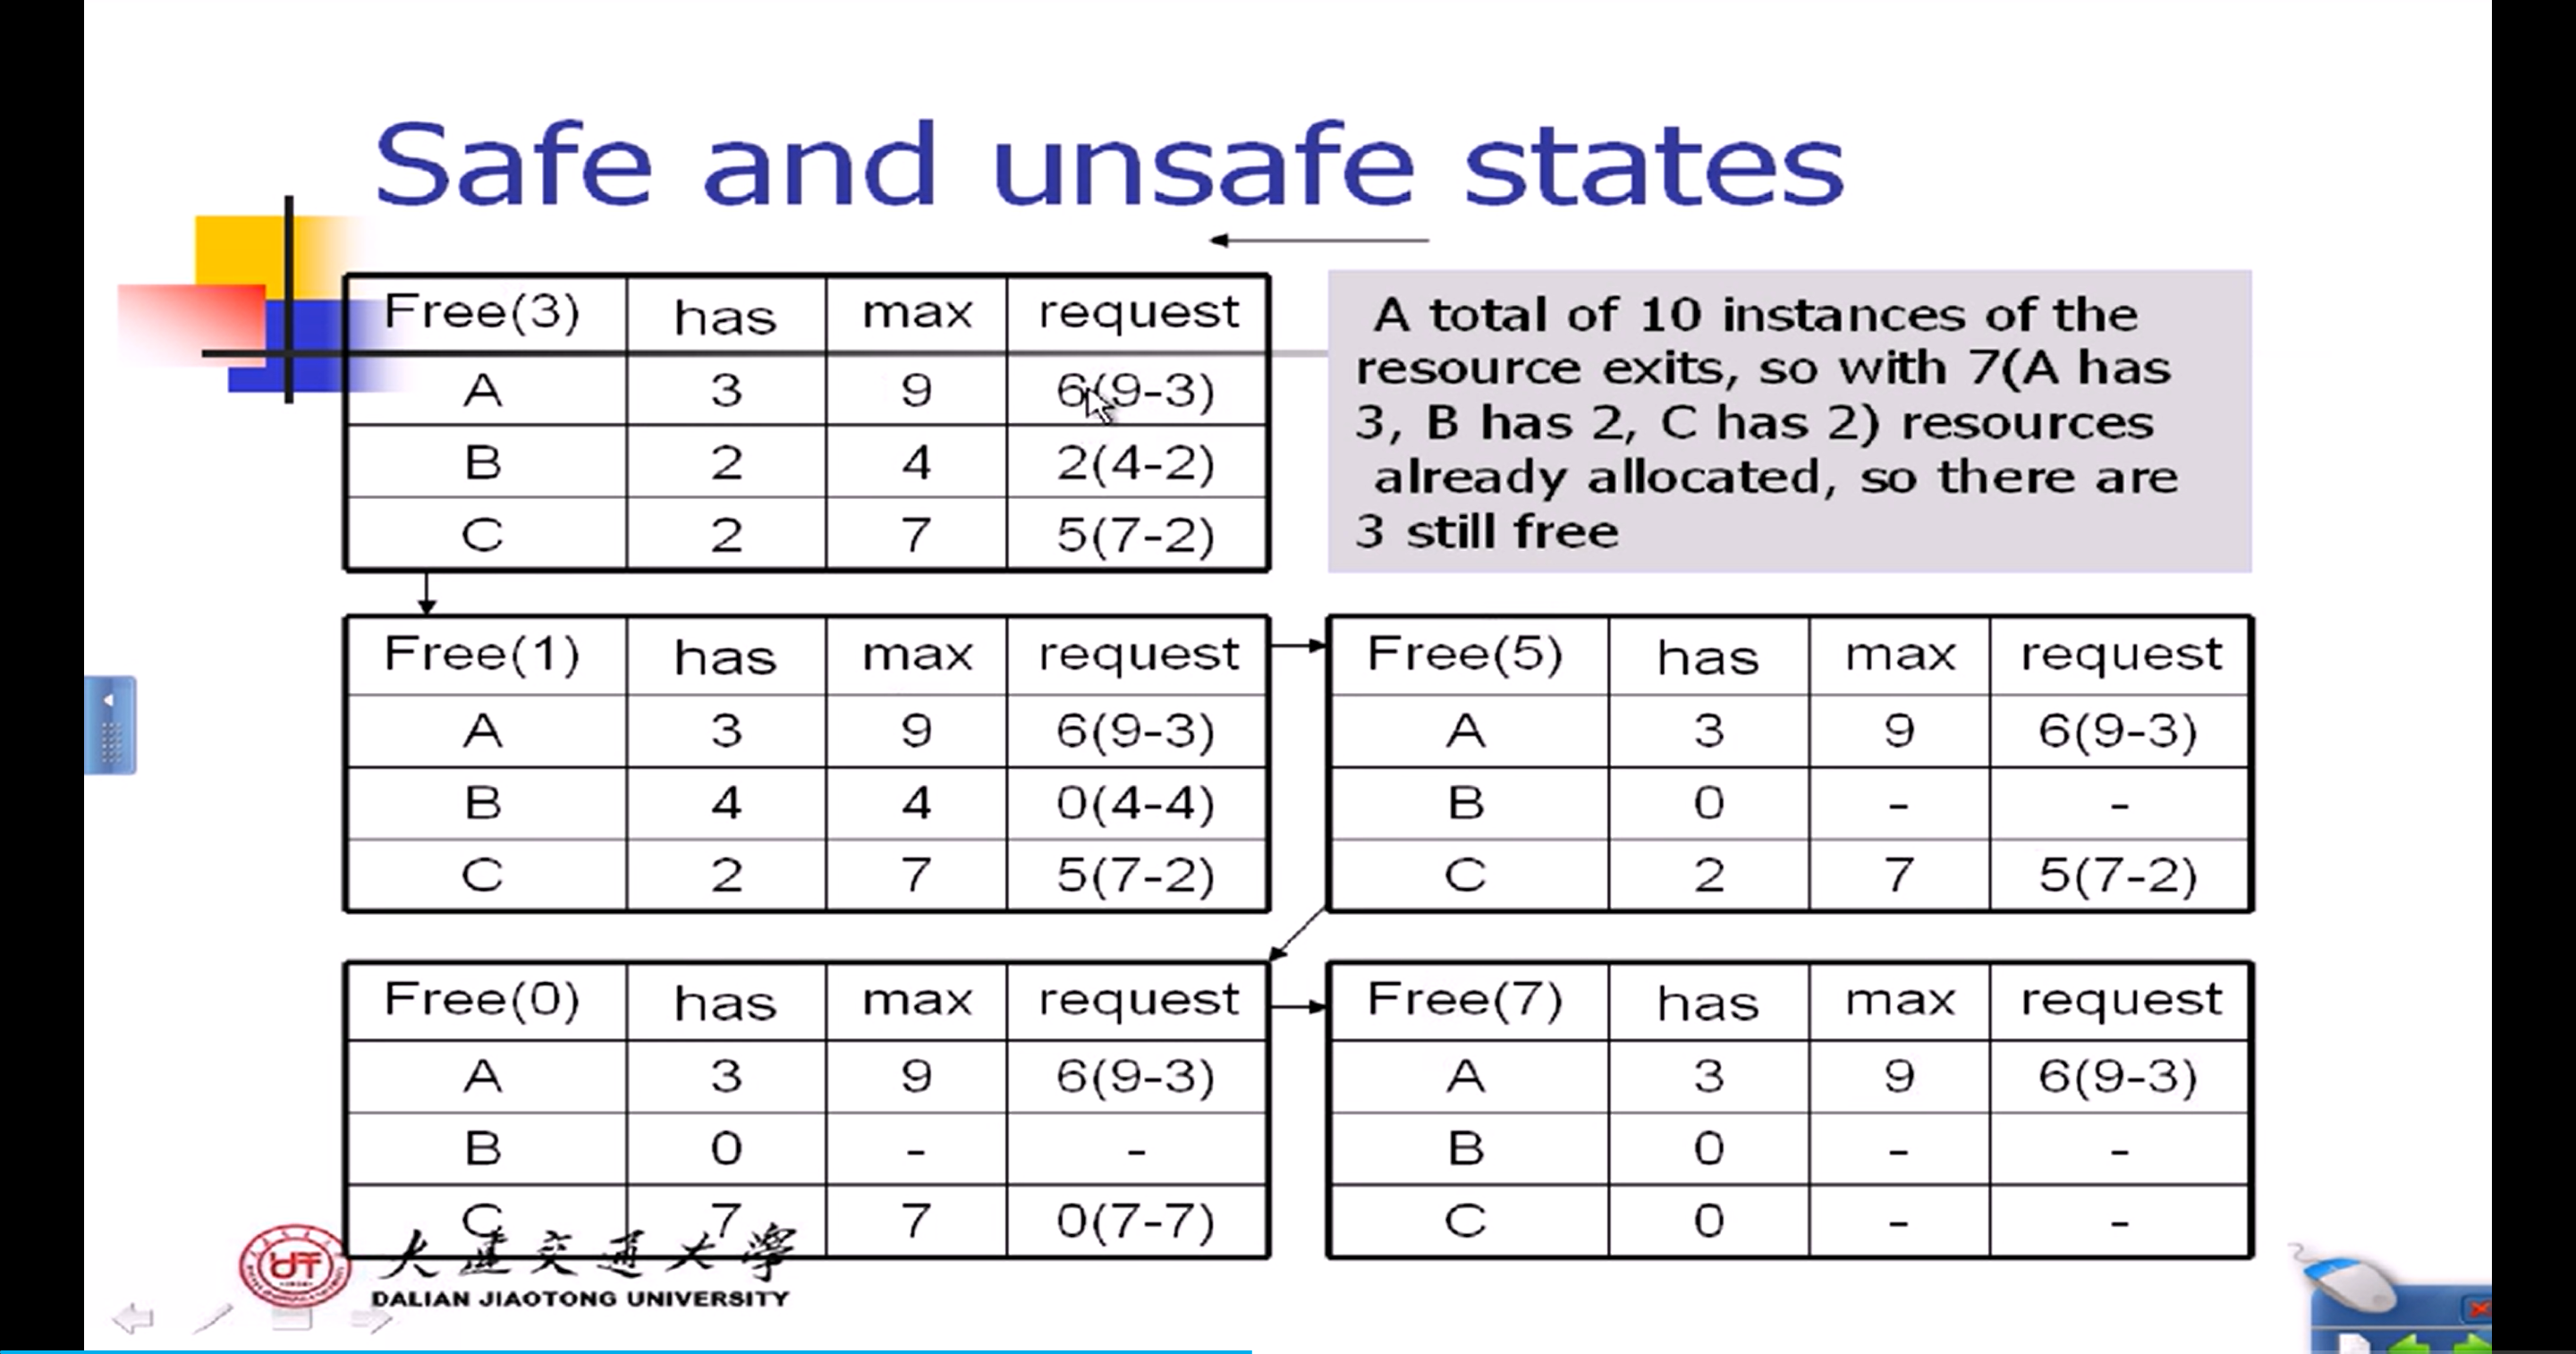 Safe and unsafe states
Free(3) has max request
A 3 9 6(9-3)
B 2 4 2(4-2)
C 2 7 5(7-2)
A total of 10 instances of the
resource exits, so with 7(A has
3, B has 2, C has 2) resources
already allocated, so there are
3 still free
Free(1) has max request
A 3 9 6(9-3)
B 4 4 0(4-4)
C 2 7 5(7-2)
Free(5) has max request
A 3 9 6(9-3)
B 0 - -
C 2 7 5(7-2)
Free(0) has max request
A 3 9 6(9-3)
B 0 - -
C 7 7 0(7-7)
Free(7) has max request
A 3 9 6(9-3)
B 0 - -
C 0 - -
大连交通大學
DALIAN JIAOTONG UNIVERSITY